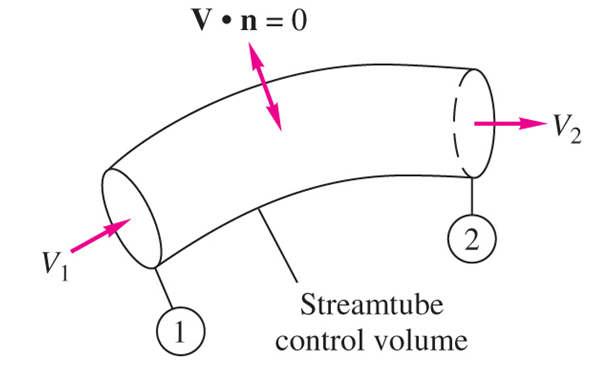 V • n = 0
V₂
V₁
2
1
Streamtube
control volume